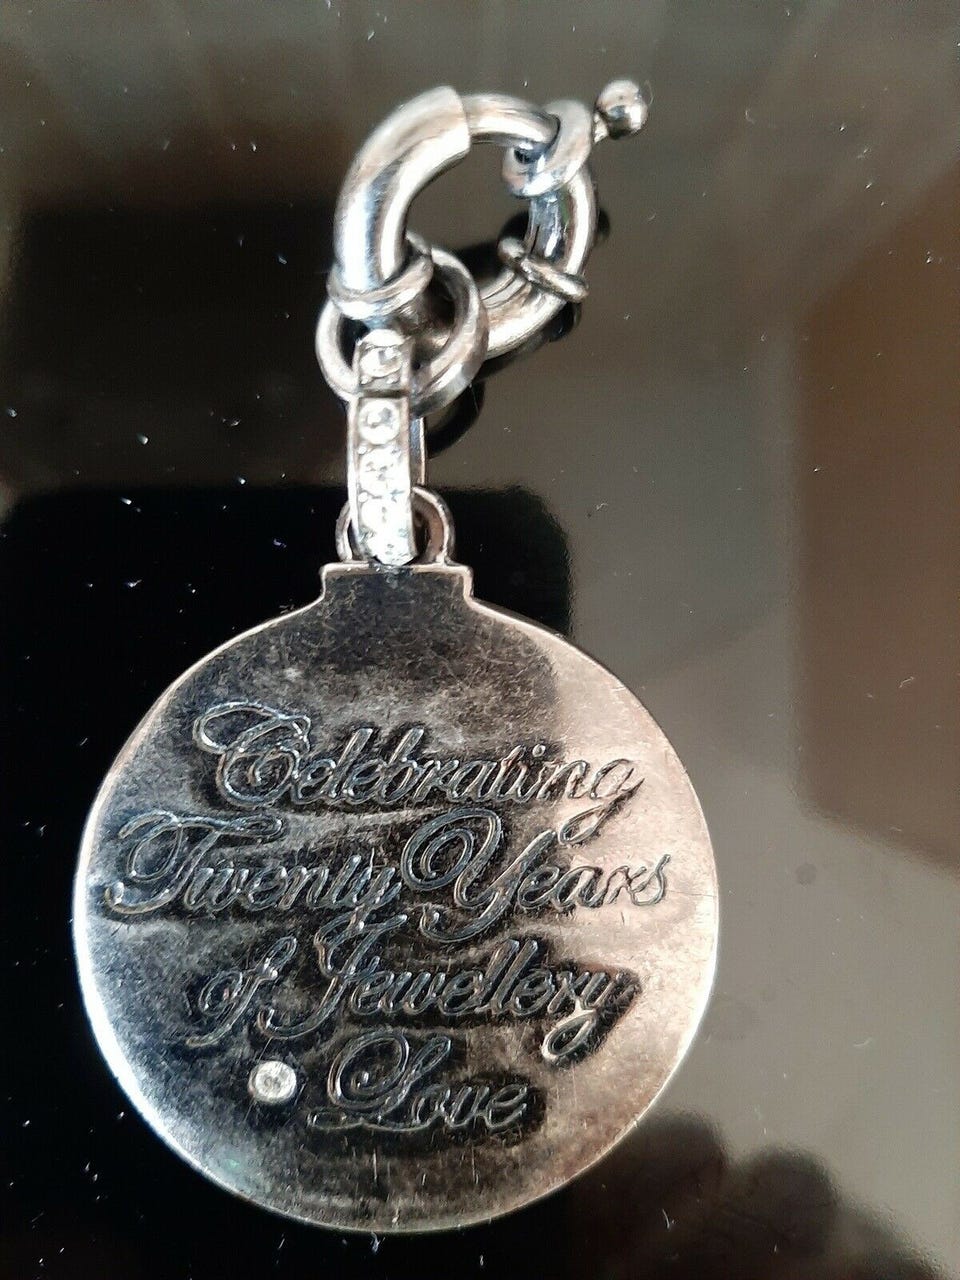 Celebrating
Twenty Years
of Jewellery
Love